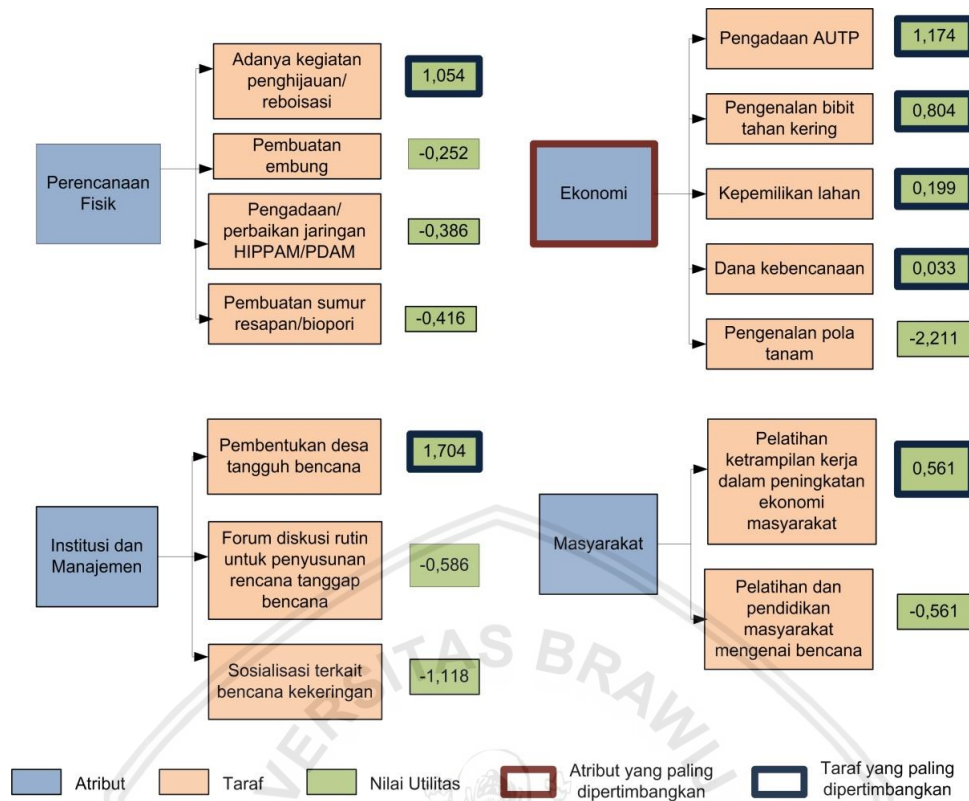 Perencanaan
Fisik
Adanya kegiatan
penghijauan/
reboisasi
1,054
Pembuatan
embung
-0,252
Pengadaan/
perbaikan jaringan
HIPPAM/PDAM
-0,386
Pembuatan sumur
resapan/biopori
-0,416
Ekonomi
Pengadaan AUTP
1,174
Pengenalan bibit
tahan kering
0,804
Kepemilikan lahan
0,199
Dana kebencanaan
0,033
Pengenalan pola
tanam
-2,211
Institusi dan
Manajemen
Pembentukan desa
tangguh bencana
1,704
Forum diskusi rutin
untuk penyusunan
rencana tanggap
bencana
-0,586
Sosialisasi terkait
bencana kekeringan
-1,118
Masyarakat
Pelatihan
ketrampilan kerja
dalam peningkatan
ekonomi
masyarakat
0,561
Pelatihan dan
pendidikan
masyarakat
mengenai bencana
-0,561
VERSITAS BRAWI
Atribut
Taraf
Nilai Utilitas
Atribut yang paling
dipertimbangkan
Taraf yang paling
dipertimbangkan